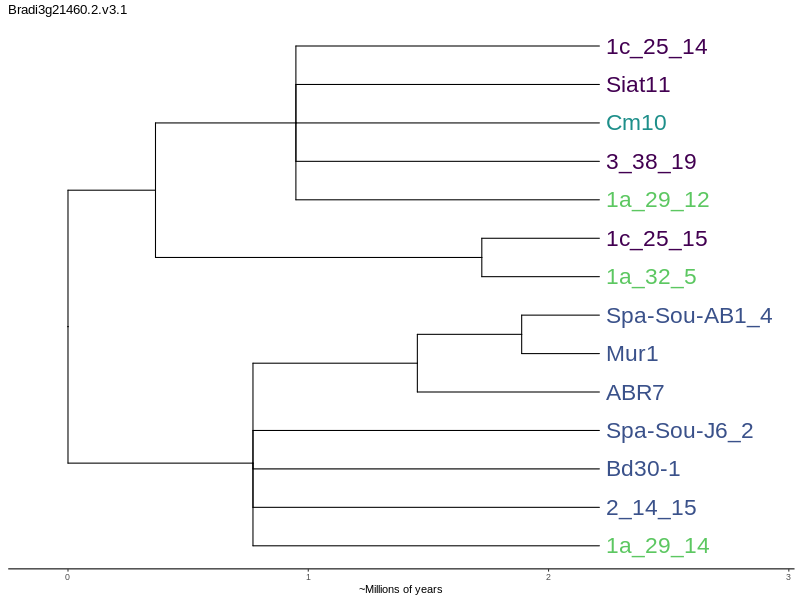 Bradi3g21460.2.v3.1
1c_25_14
Siat11
Cm10
3_38_19
1a_29_12
1c_25_15
1a_32_5
Spa-Sou-AB1_4
Mur1
ABR7
Spa-Sou-J6_2
Bd30-1
2_14_15
1a_29_14
0 1 2 3
~Millions of years